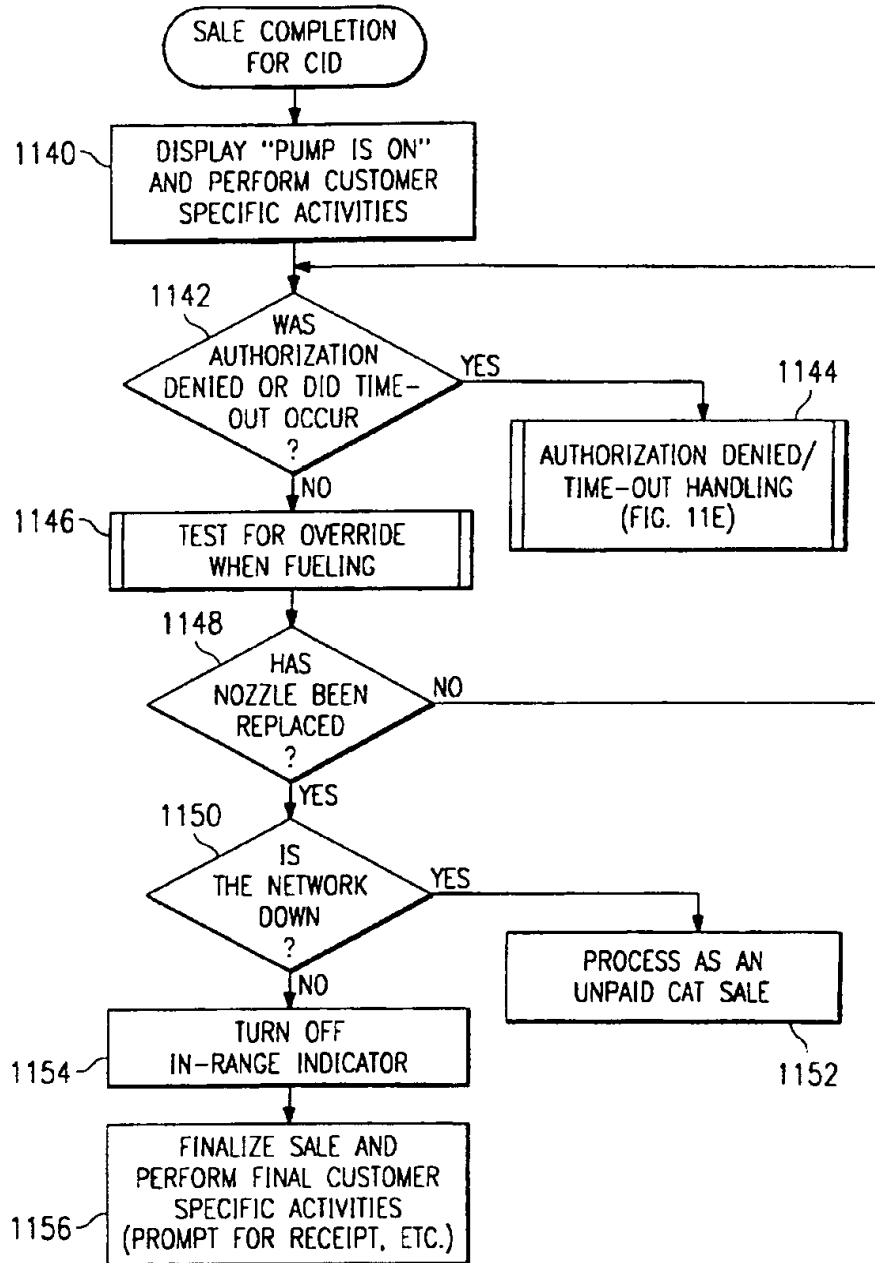 SALE COMPLETION
FOR CID
1140
DISPLAY "PUMP IS ON"
AND PERFORM CUSTOMER
SPECIFIC ACTIVITIES
1142
WAS
AUTHORIZATION
DENIED OR DID TIME-
OUT OCCUR
?
YES
1144
AUTHORIZATION DENIED/
TIME-OUT HANDLING
(FIG. 11E)
NO
1146
TEST FOR OVERRIDE
WHEN FUELING
1148
HAS
NOZZLE BEEN
REPLACED
?
NO
YES
1150
IS
THE NETWORK
DOWN
?
YES
PROCESS AS AN
UNPAID CAT SALE
1152
NO
TURN OFF
IN-RANGE INDICATOR
1154
FINALIZE SALE AND
PERFORM FINAL CUSTOMER
SPECIFIC ACTIVITIES
(PROMPT FOR RECEIPT, ETC.)
1156